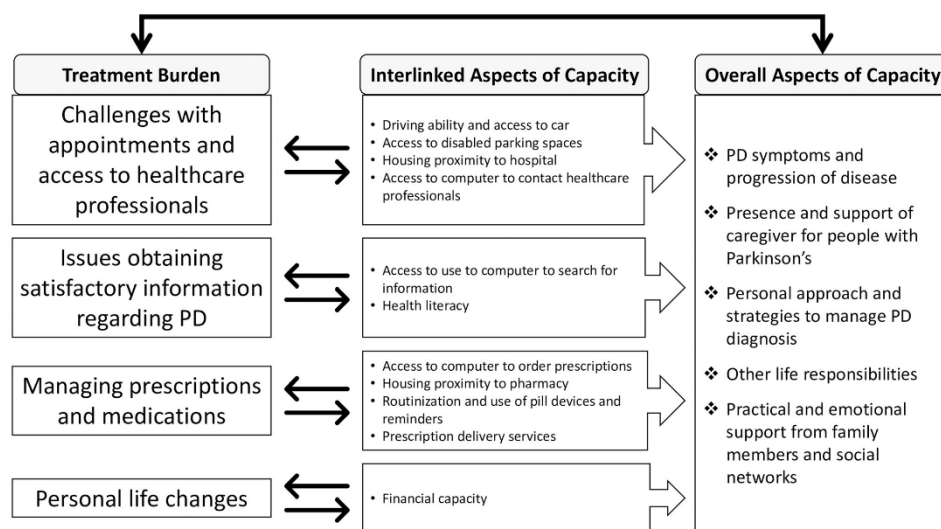 Treatment Burden
Interlinked Aspects of Capacity
Overall Aspects of Capacity
Challenges with
appointments and
access to healthcare
professionals
• Driving ability and access to car
• Access to disabled parking spaces
• Housing proximity to hospital
• Access to computer to contact healthcare
professionals
Issues obtaining
satisfactory information
regarding PD
• Access to use to computer to search for
information
• Health literacy
Managing prescriptions
and medications
• Access to computer to order prescriptions
• Housing proximity to pharmacy
• Routinization and use of pill devices and
reminders
• Prescription delivery services
Personal life changes
• Financial capacity
❖ PD symptoms and
progression of disease
❖ Presence and support of
caregiver for people with
Parkinson's
❖ Personal approach and
strategies to manage PD
diagnosis
❖ Other life responsibilities
❖ Practical and emotional
support from family
members and social
networks